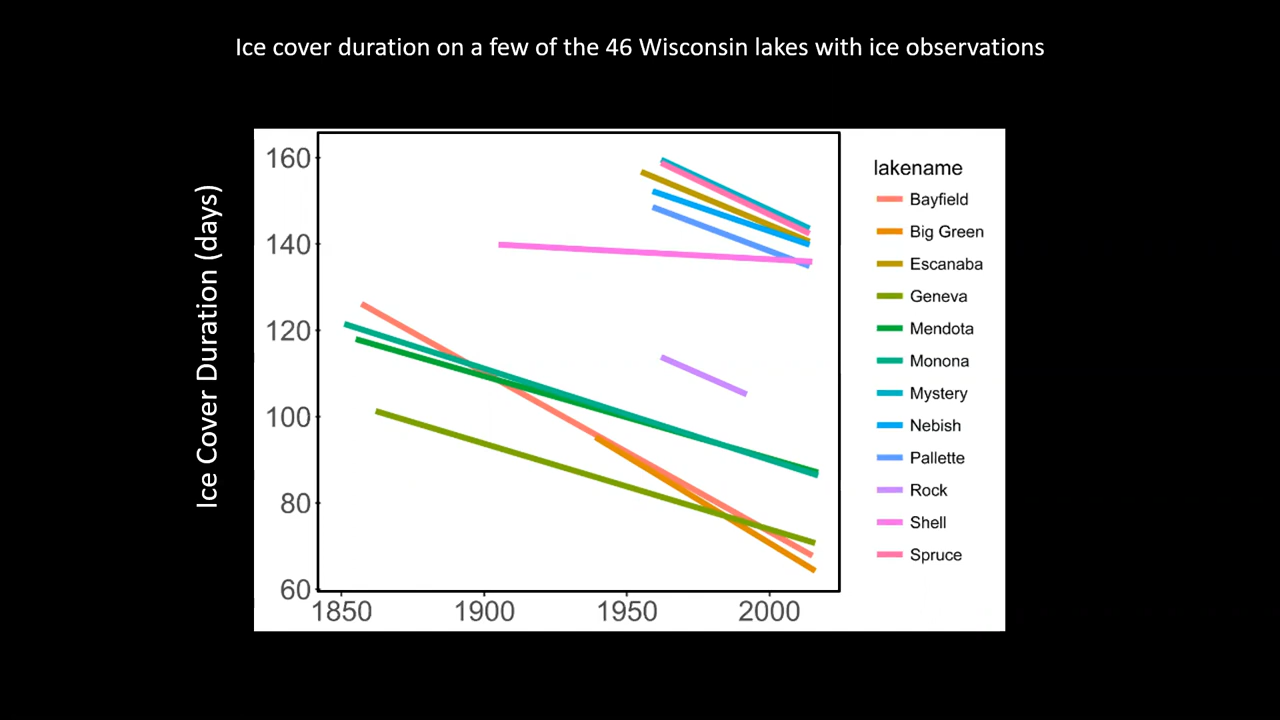 Ice cover duration on a few of the 46 Wisconsin lakes with ice observations
Ice Cover Duration (days)
160
140
120
100
80
60
1850 1900 1950 2000
lakename
Bayfield
Big Green
Escanaba
Geneva
Mendota
Monona
Mystery
Nebish
Pallette
Rock
Shell
Spruce